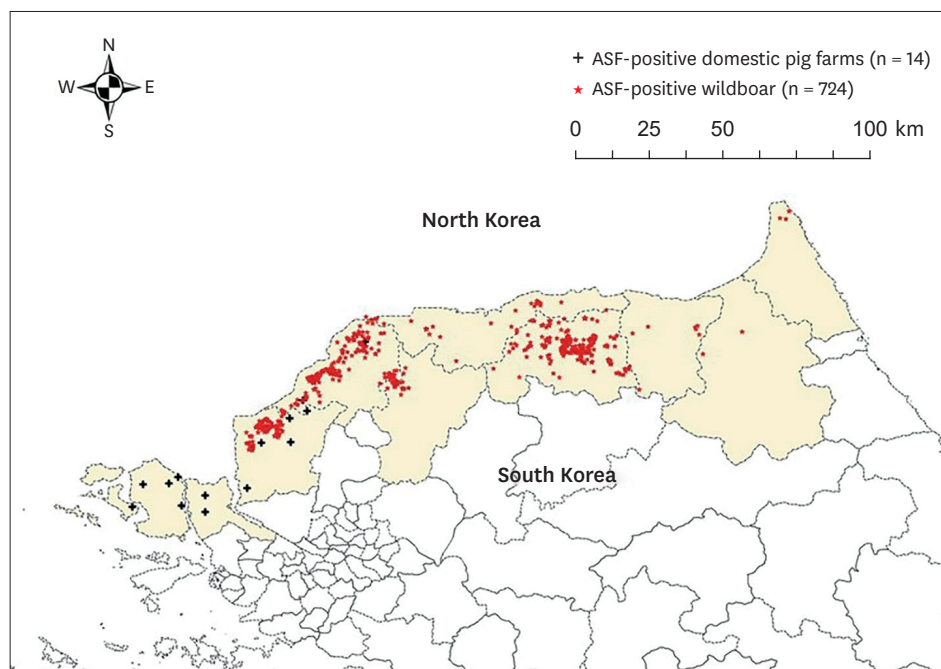 N
W E
S
+ ASF-positive domestic pig farms (n = 14)
★ ASF-positive wildboar (n = 724)
0 25 50 100 km
North Korea
South Korea